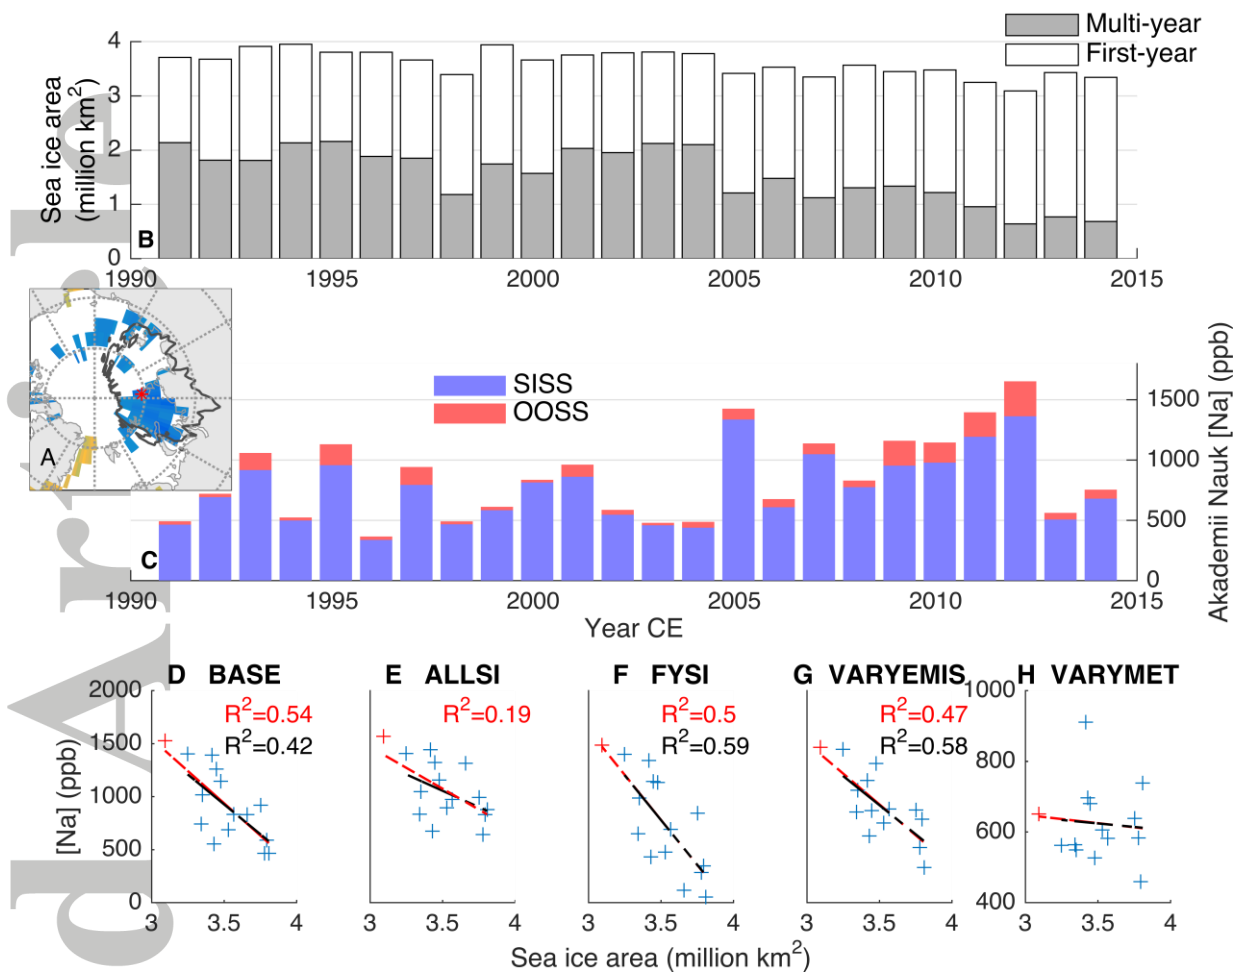 Multi-year
First-year
Sea ice area
(million km²)
4
3
2
1
0
B
1990
1995
2000
2005
2010
2015
A
SISS
OOSS
1500
1000
500
0
Akademii Nauk [Na] (ppb)
C
1990
1995
2000
2005
2010
2015
Year CE
D BASE
E ALLSI
F FYSI
G VARYEMIS
H VARYMET
2000
1500
1000
500
0
[Na] (ppb)
R²=0.54
R²=0.42
R²=0.19
R²=0.5
R²=0.59
R²=0.47
R²=0.58
1000
800
600
400
3
3.5
4
3
3.5
4
3
3.5
4
3
3.5
4
3
3.5
4
Sea ice area (million km²)